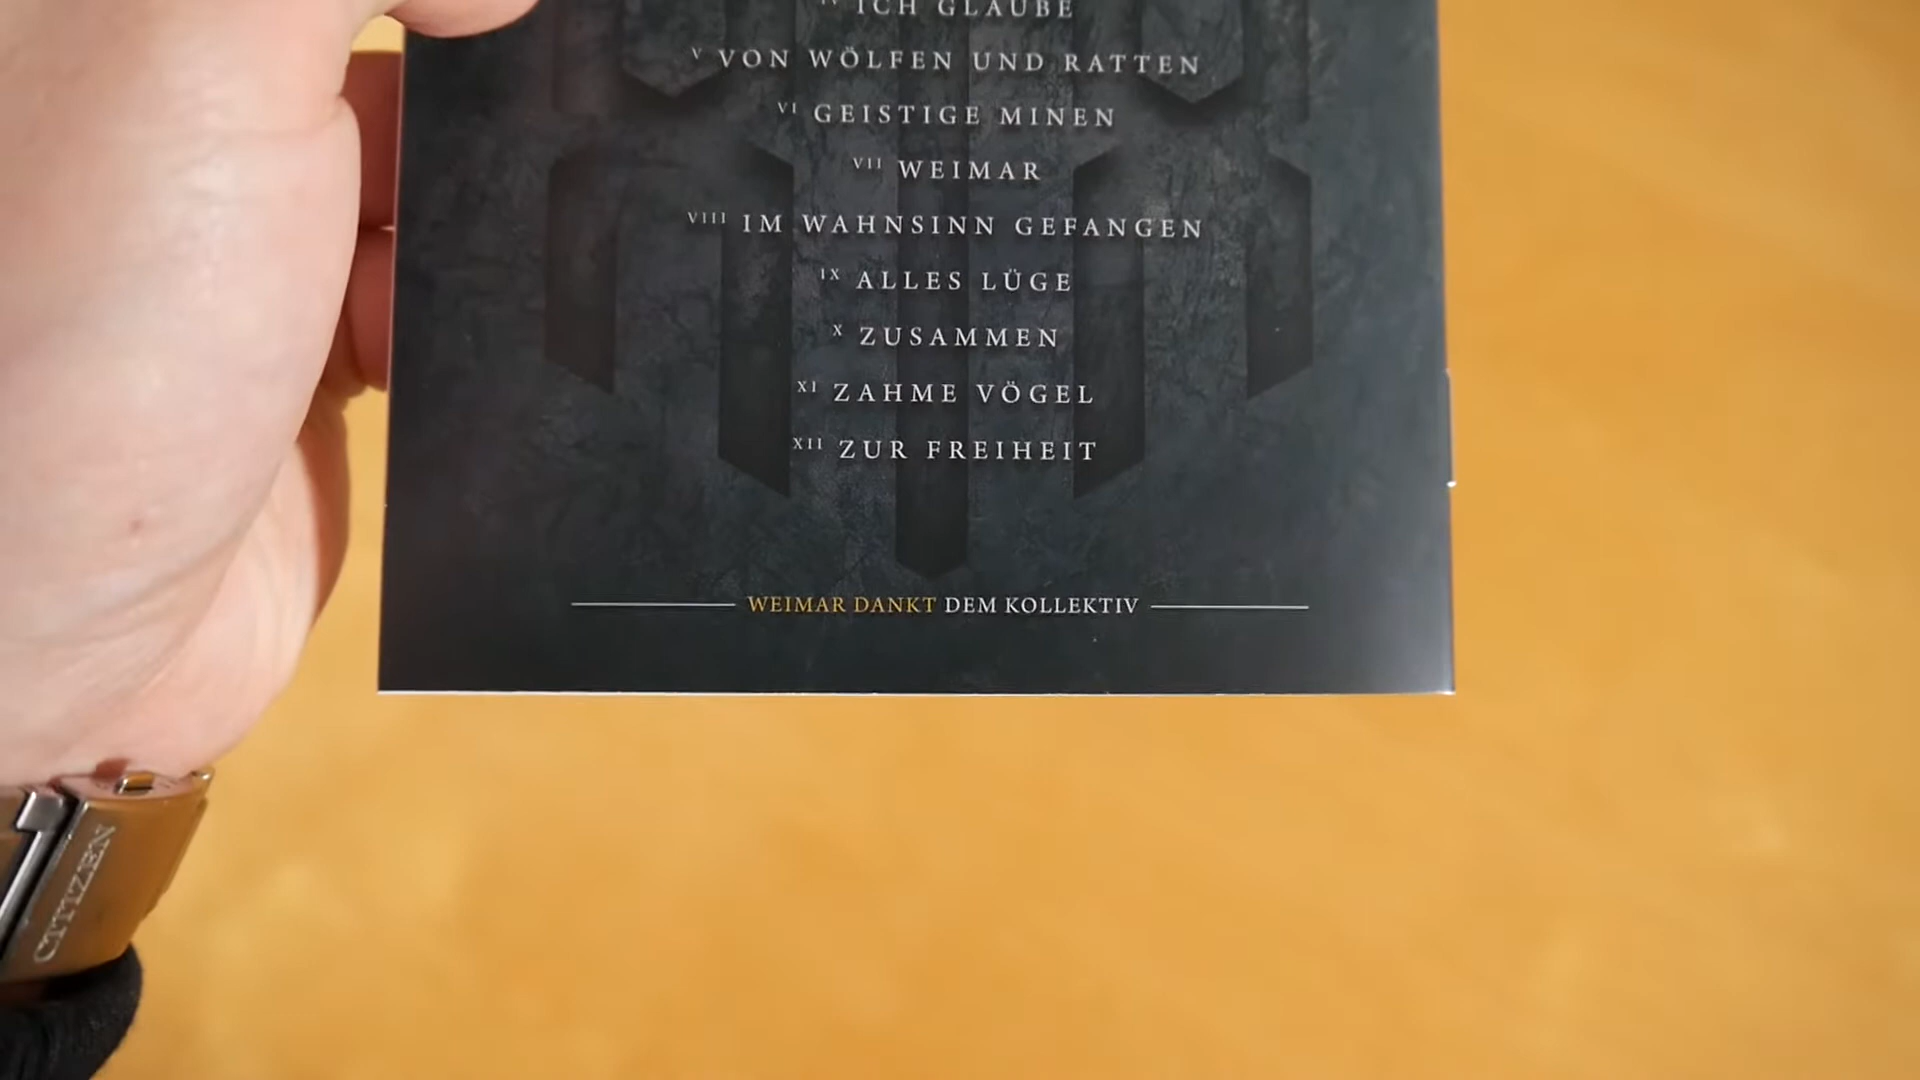 IV ICH GLAUBE
V VON WÖLFEN UND RATTEN
VI GEISTIGE MINEN
VII WEIMAR
VIII IM WAHNSINN GEFANGEN
IX ALLES LÜGE
X ZUSAMMEN
XI ZAHME VÖGEL
XII ZUR FREIHEIT
WEIMAR DANKT DEM KOLLEKTIV
CITIZEN